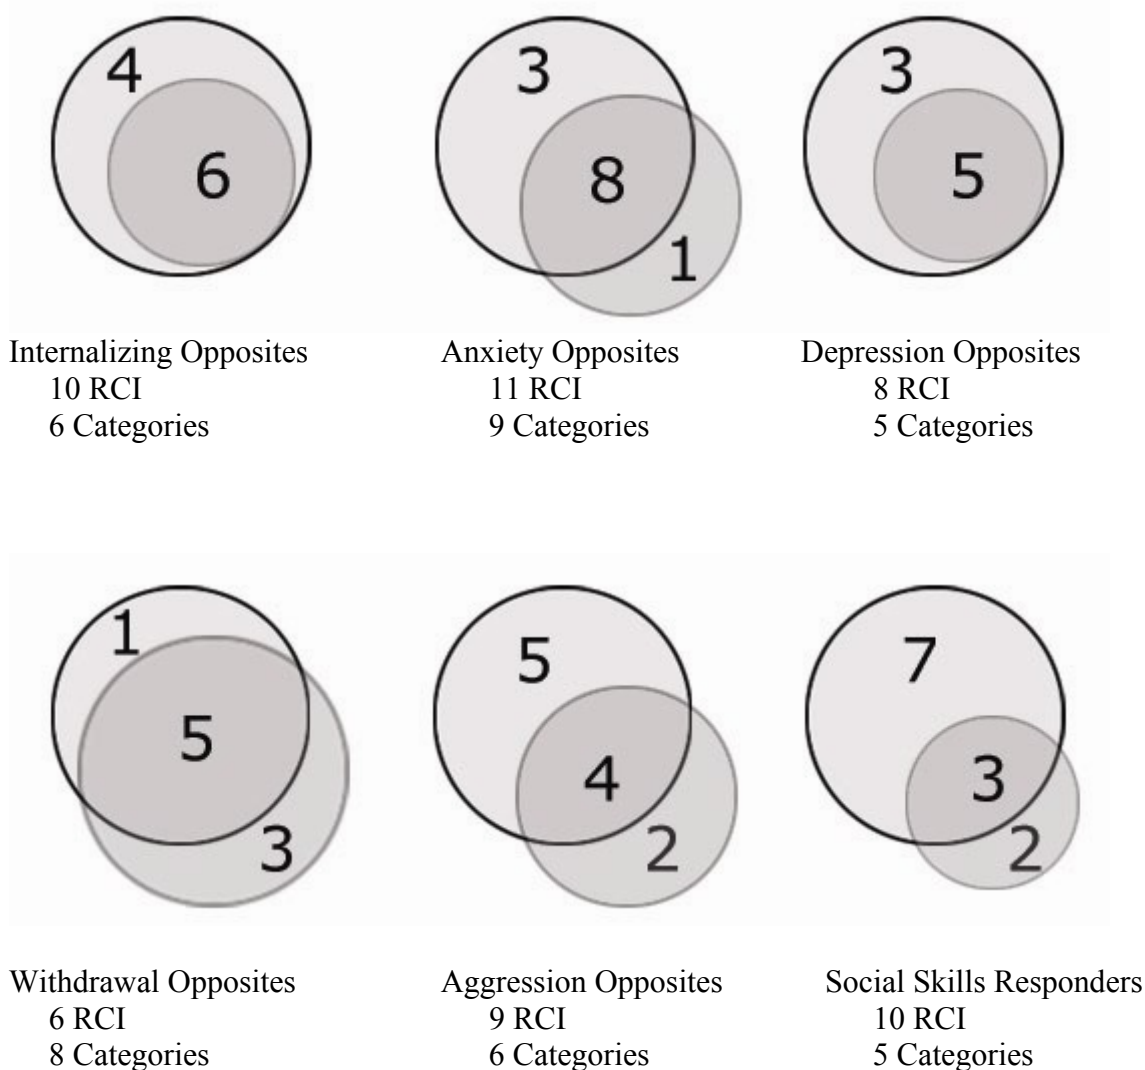 4
6
3
8
1
3
5
Internalizing Opposites
10 RCI
6 Categories
Anxiety Opposites
11 RCI
9 Categories
Depression Opposites
8 RCI
5 Categories
1
5
3
5
4
2
7
3
2
Withdrawal Opposites
6 RCI
8 Categories
Aggression Opposites
9 RCI
6 Categories
Social Skills Responders
10 RCI
5 Categories